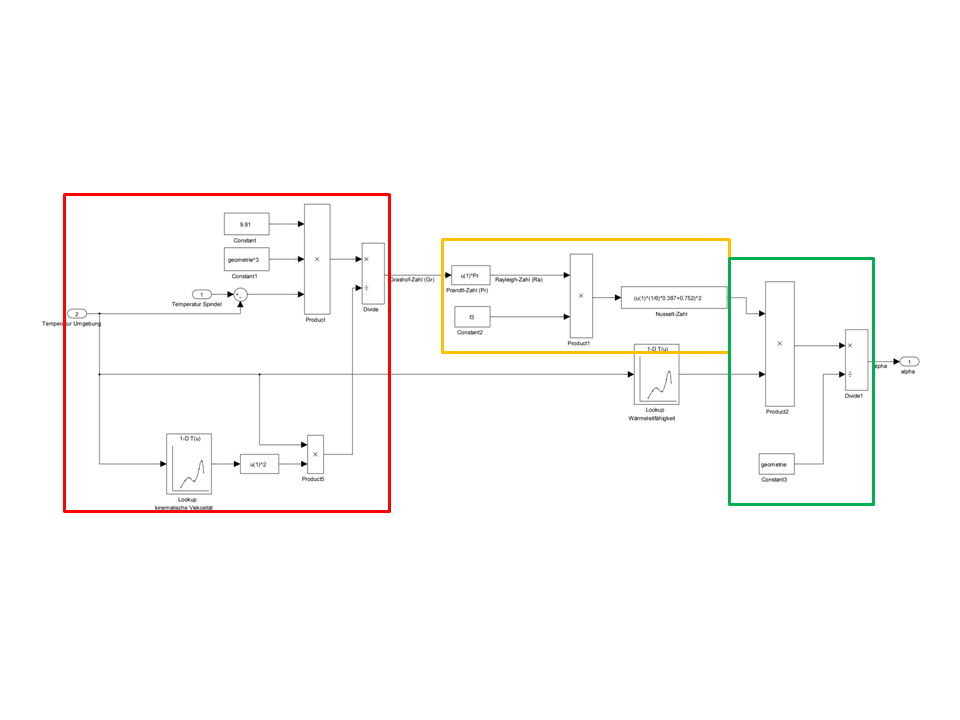 9.81
Constant
geometrie^3
Constant1
1
Temperatur Spindel
2
Temperatur Umgebung
×
Product
×
÷
Divide
1-D T(u)
Lookup
kinematische Viskosität
u(1)^2
×
Product5
Grashof-Zahl (Gr)
u(1)*Pr
Prandtl-Zahl (Pr)
Rayleigh-Zahl (Ra)
f3
Constant2
×
Product1
(u(1)^(1/6)*0.387+0.752)^2
Nusselt-Zahl
1-D T(u)
Lookup
Wärmeleitfähigkeit
×
Product2
geometrie
Constant3
×
÷
Divide1
alpha
1
alpha